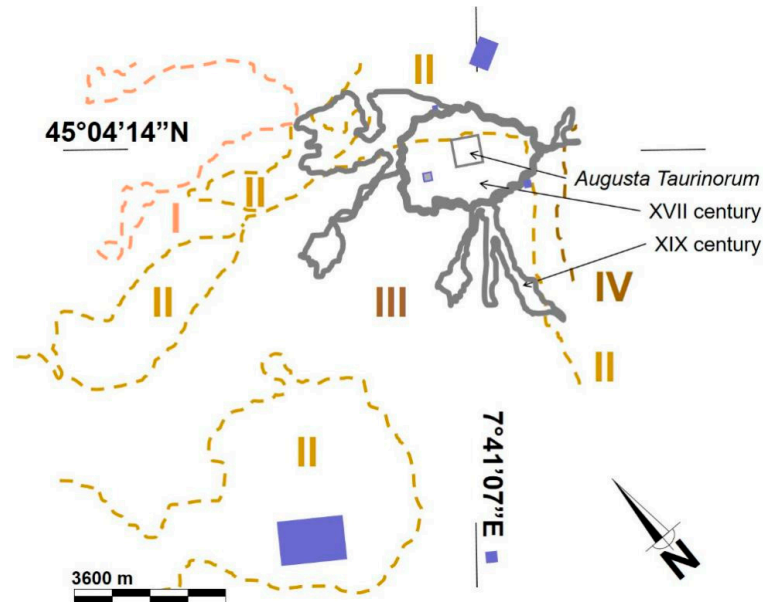 II
45°04'14”N
Augusta Taurinorum
II
I
XVII century
XIX century
II
III
IV
II
II
7°41'07”E
3600 m
N